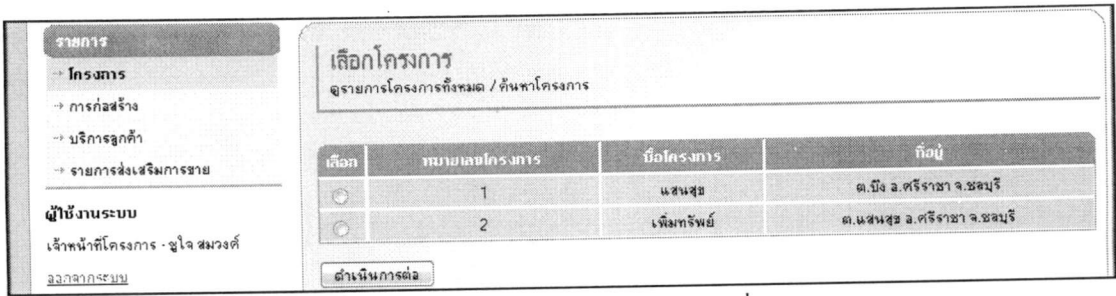 รายการ
โครงการ
การก่อสร้าง
บริการลูกค้า
รายการส่งเสริมการขาย
ผู้ใช้งานระบบ
เจ้าหน้าที่โครงการ - ชูใจ สมวงค์
ออกจากระบบ
เลือกโครงการ
ดูรายการโครงการทั้งหมด / ค้นหาโครงการ
เลือก หมายเลขโครงการ ชื่อโครงการ ที่อยู่
1 แสนสุข ต.บึง อ.ศรีราชา จ.ชลบุรี
2 เพิ่มทรัพย์ ต.แสนสุข อ.ศรีราชา จ.ชลบุรี
ดำเนินการต่อ